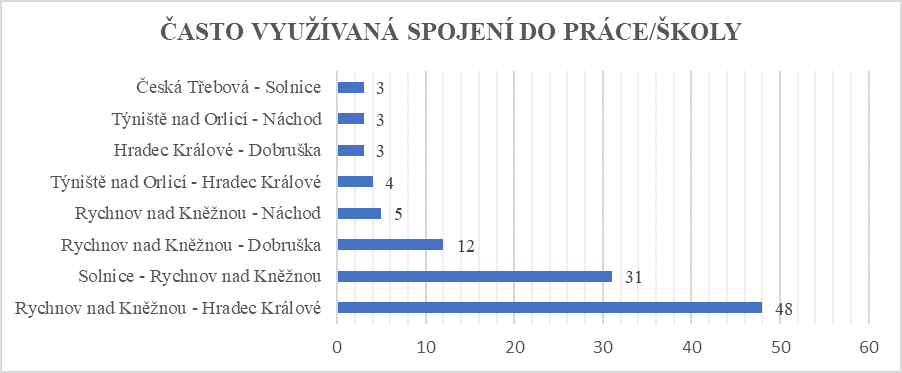 ČASTO VYUŽÍVANÁ SPOJENÍ DO PRÁCE/ŠKOLY
Česká Třebová - Solnice 3
Týniště nad Orlicí - Náchod 3
Hradec Králové - Dobruška 3
Týniště nad Orlicí - Hradec Králové 4
Rychnov nad Kněžnou - Náchod 5
Rychnov nad Kněžnou - Dobruška 12
Solnice - Rychnov nad Kněžnou 31
Rychnov nad Kněžnou - Hradec Králové 48
0 10 20 30 40 50 60